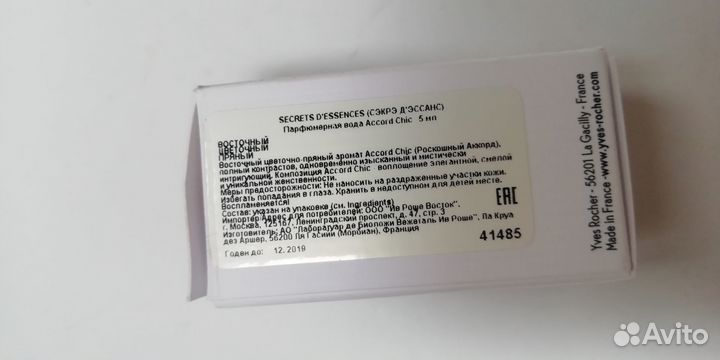 SECRETS D'ESSENCES (СЭКРЭ Д'ЭССАНС)
Парфюмерная вода Accord Chic 5 мл
ВОСТОЧНЫЙ
ЦВЕТОЧНЫЙ
ПРЯНЫЙ
Восточный цветочно-пряный аромат Accord Chic (Роскошный Аккорд),
полный контрастов, одновременно изысканный и мистически
интригующий. Композиция Accord Chic - воплощение элегантной, смелой
и уникальной женственности.
Меры предосторожности: Не наносить на раздраженные участки кожи.
Избегать попадания в глаза. Хранить в недоступном для детей месте.
Воспламеняется!
Состав: указан на упаковке (см. Ingredients)
Импортер/Адрес для потребителей: ООО "Ив Роше Восток".
г. Москва, 125167, Ленинградский проспект, д. 47, стр. 3
Изготовитель: АО "Лаборатуар де Биоложи Вежеталь Ив Роше", Ла Круа
дез Аршер, 56200 Ля Гасийи (Морбиан), Франция
Годен до: 12.2019
EAC
41485
Yves Rocher - 56201 La Gacilly - France
Made in France - www.yves-rocher.com
Avito